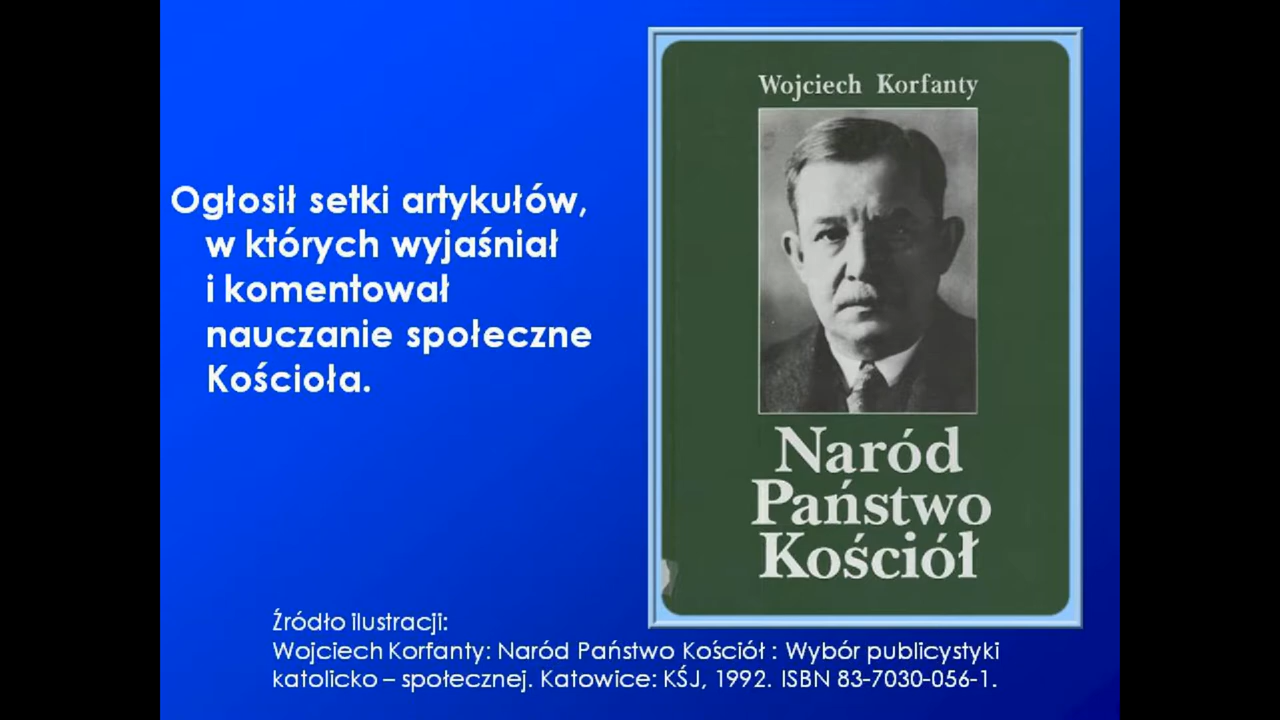 Ogłosił setki artykułów,
w których wyjaśniał
i komentował
nauczanie społeczne
Kościoła.
Wojciech Korfanty
Naród
Państwo
Kościół
Źródło ilustracji:
Wojciech Korfanty: Naród Państwo Kościół : Wybór publicystyki
katolicko – społecznej. Katowice: KŚJ, 1992. ISBN 83-7030-056-1.